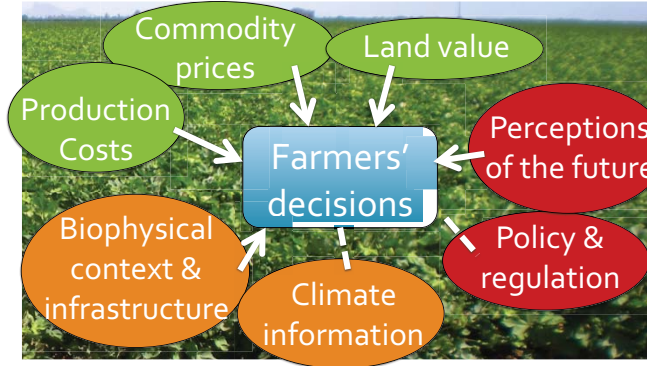 Commodity
prices
Land value
Production
Costs
Farmers'
decisions
Perceptions
of the future
Biophysical
context &
infrastructure
Climate
information
Policy &
regulation